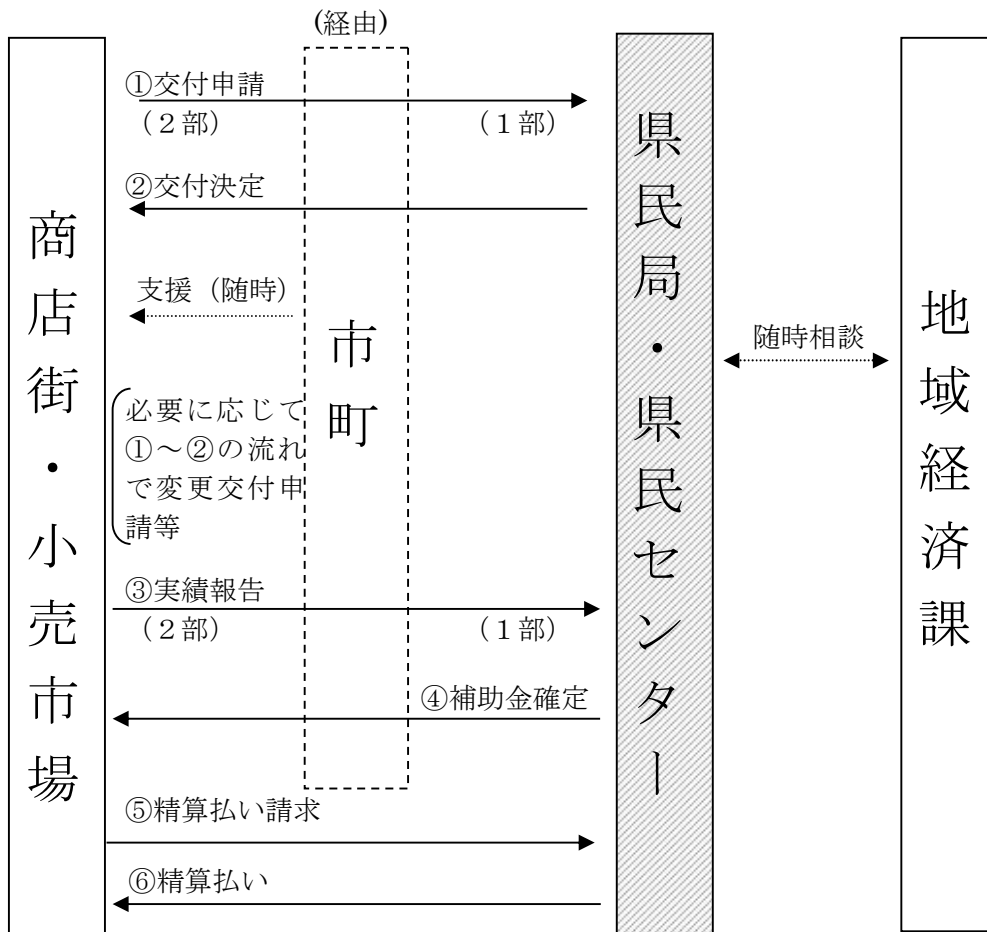 (経由)
①交付申請
（２部）
（１部）
②交付決定
支援（随時）
必要に応じて
①～②の流れ
で変更交付申
請等
③実績報告
（２部）
（１部）
④補助金確定
⑤精算払い請求
⑥精算払い
商店街・小売市場
市町
県民局・県民センター
随時相談
地域経済課